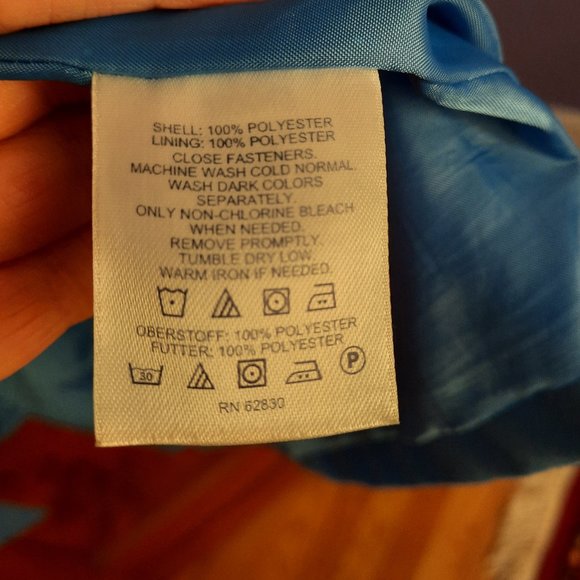 SHELL: 100% POLYESTER
LINING: 100% POLYESTER
CLOSE FASTENERS.
MACHINE WASH COLD NORMAL.
WASH DARK COLORS
SEPARATELY.
ONLY NON-CHLORINE BLEACH
WHEN NEEDED.
REMOVE PROMPTLY.
TUMBLE DRY LOW.
WARM IRON IF NEEDED.
OBERSTOFF: 100% POLYESTER
FUTTER: 100% POLYESTER
30 P
RN 62830